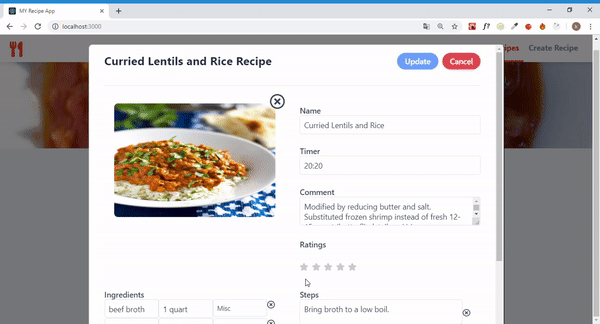 MY Recipe App
localhost:3000
ipes
Create Recipe
Curried Lentils and Rice Recipe
Update
Cancel
Name
Curried Lentils and Rice
Timer
20:20
Comment
Modified by reducing butter and salt.
Substituted frozen shrimp instead of fresh 12-
Ratings
Ingredients
beef broth
1 quart
Misc
Steps
Bring broth to a low boil.